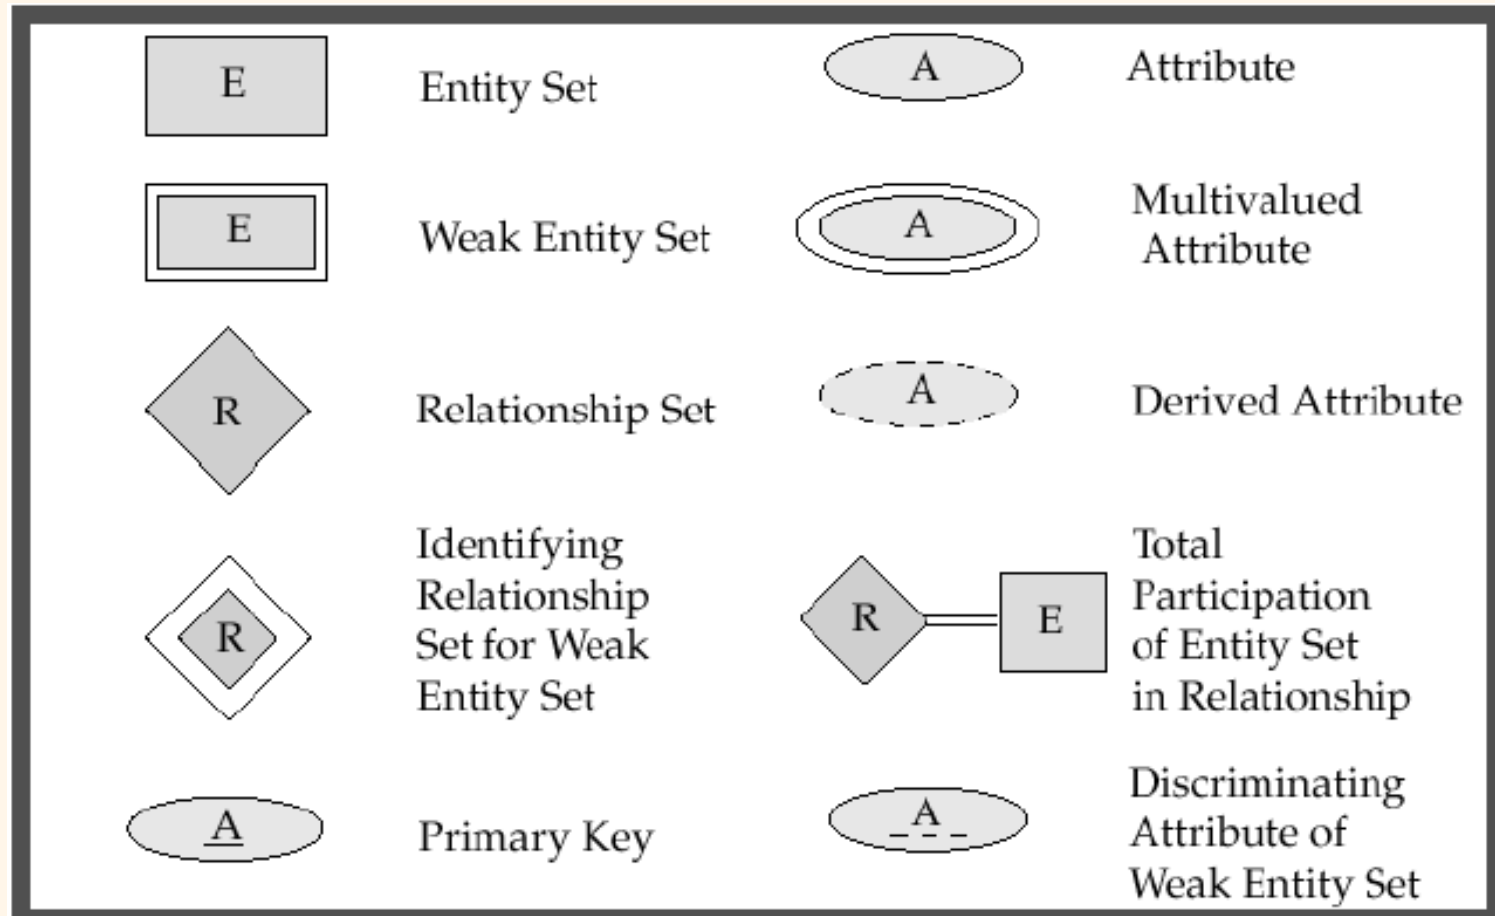 E
Entity Set
A
Attribute
E
Weak Entity Set
A
Multivalued
Attribute
R
Relationship Set
A
Derived Attribute
R
Identifying
Relationship
Set for Weak
Entity Set
R
E
Total
Participation
of Entity Set
in Relationship
A
Primary Key
A
Discriminating
Attribute of
Weak Entity Set